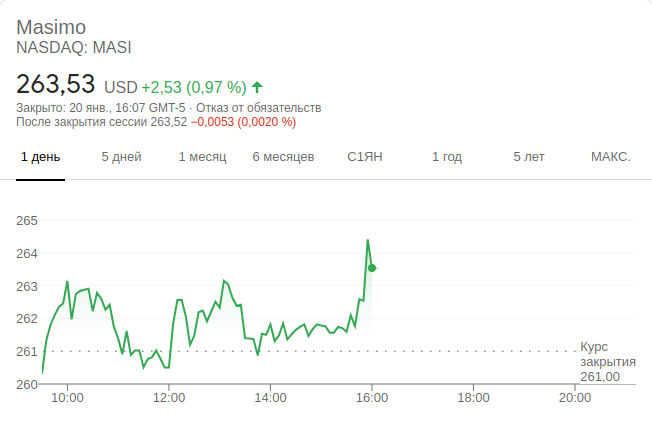 Masimo
NASDAQ: MASI
263,53 USD +2,53 (0,97 %)
Закрыто: 20 янв., 16:07 GMT-5 · Отказ от обязательств
После закрытия сессии 263,52 −0,0053 (0,0020 %)
1 день 5 дней 1 месяц 6 месяцев С1ЯН 1 год 5 лет МАКС.
265
264
263
262
261
260
Курс
закрытия
261,00
10:00 12:00 14:00 16:00 18:00 20:00